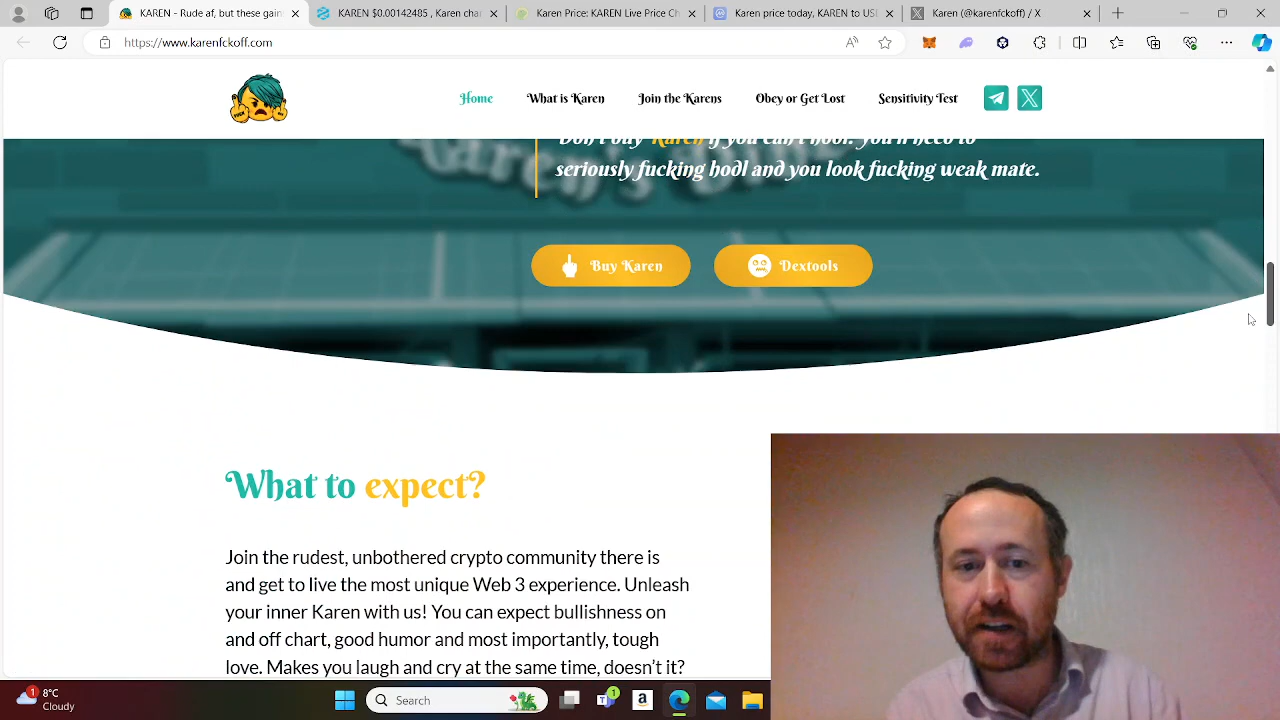 KAREN - Rude af, but these gain
KAREN $0.00142485, Karen chai
Karen Price: KAREN Live Price Ch
Karen price today, KAREN to USD
Karen (@karenfckoff) / X
https://www.karenfckoff.com
Home
What is Karen
Join the Karens
Obey or Get Lost
Sensitivity Test
seriously fucking hodl and you look fucking weak mate.
Buy Karen
Dextools
What to expect?
Join the rudest, unbothered crypto community there is
and get to live the most unique Web 3 experience. Unleash
your inner Karen with us! You can expect bullishness on
and off chart, good humor and most importantly, tough
love. Makes you laugh and cry at the same time, doesn't it?
1
8°C
Cloudy
Search
1